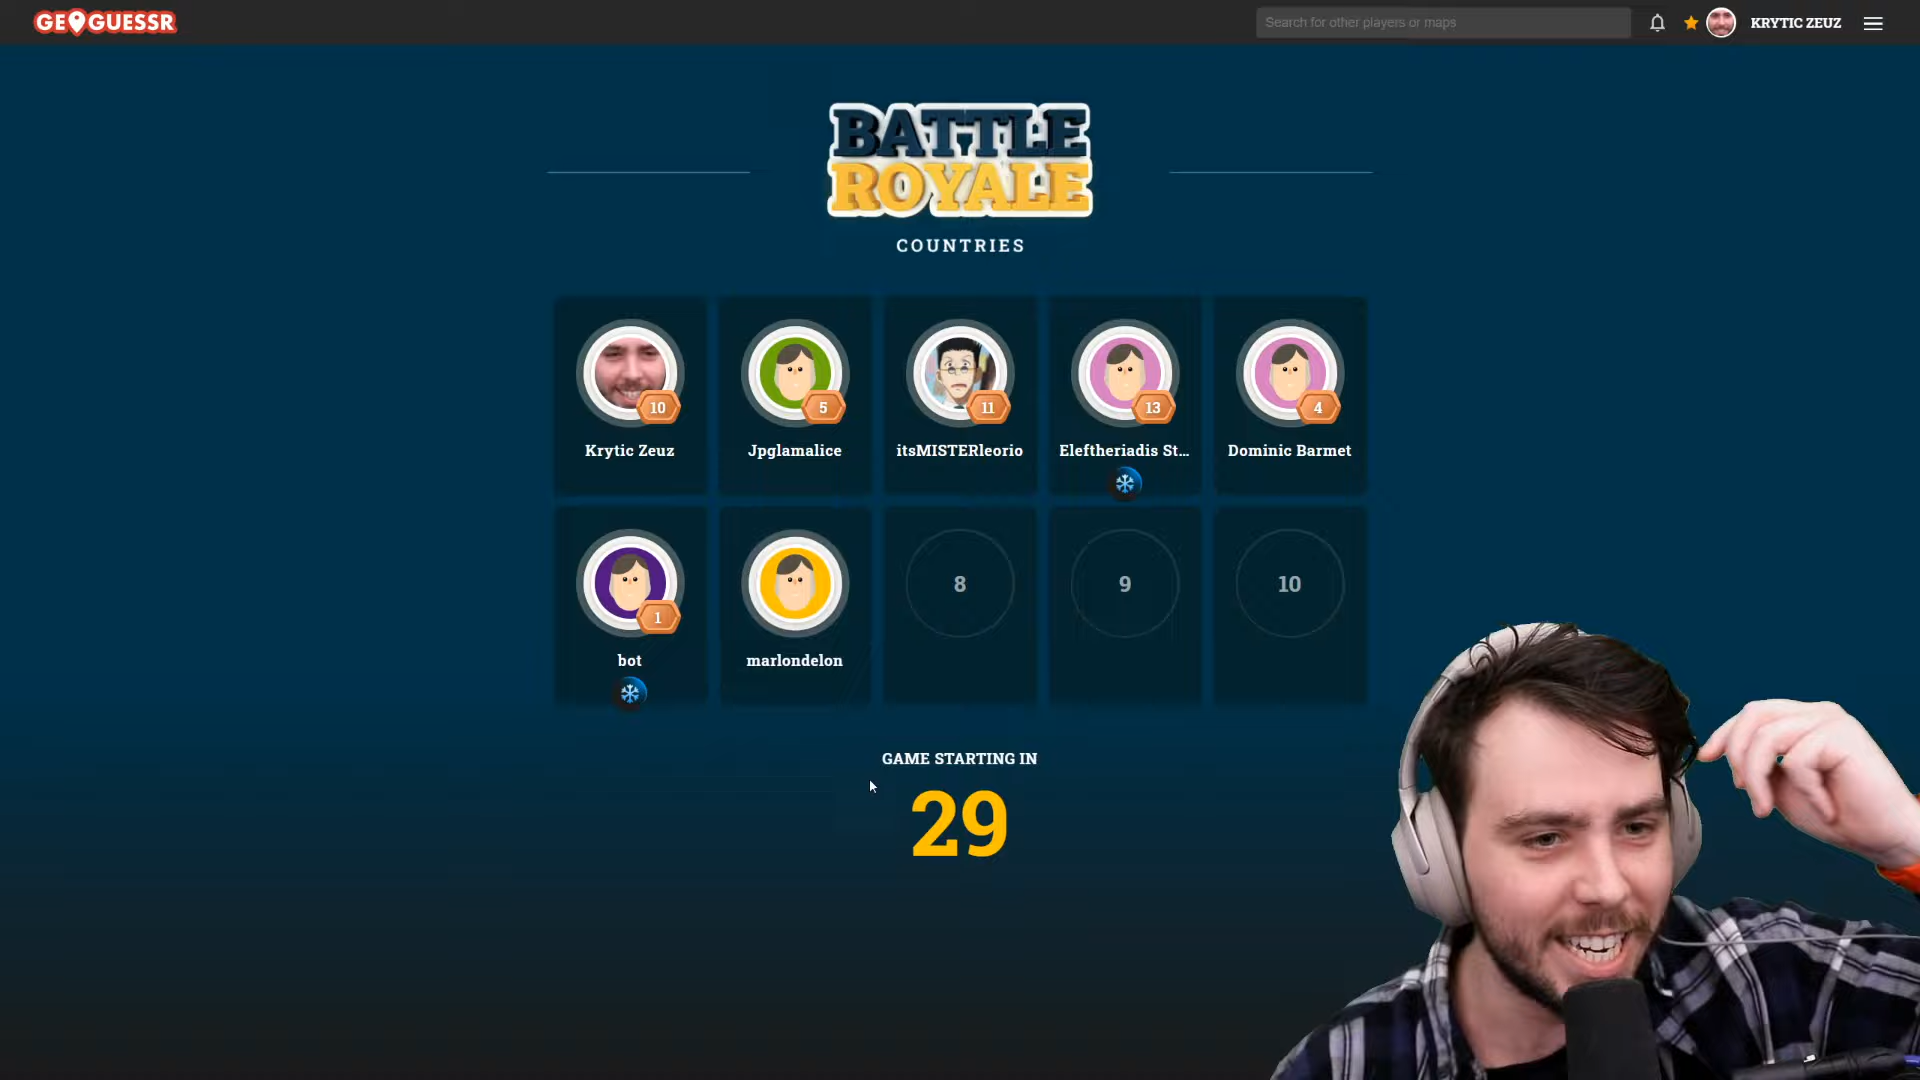 GEOGUESSR
Search for other players or maps
KRYTIC ZEUZ
BATTLE
ROYALE
COUNTRIES
10
5
11
13
4
Krytic Zeuz
Jpglamalice
itsMISTERleorio
Eleftheriadis St...
Dominic Barmet
1
8
9
10
bot
marlondelon
GAME STARTING IN
29